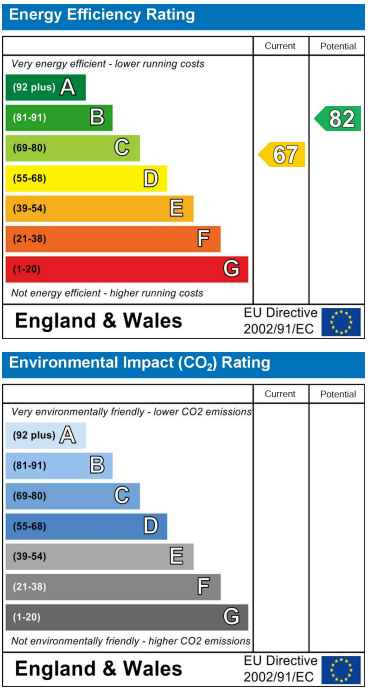 Energy Efficiency Rating
Current Potential
Very energy efficient - lower running costs
(92 plus) A
(81-91) B
82
(69-80) C
67
(55-68) D
(39-54) E
(21-38) F
(1-20) G
Not energy efficient - higher running costs
England & Wales
EU Directive
2002/91/EC
Environmental Impact (CO₂) Rating
Current Potential
Very environmentally friendly - lower CO2 emissions
(92 plus) A
(81-91) B
(69-80) C
(55-68) D
(39-54) E
(21-38) F
(1-20) G
Not environmentally friendly - higher CO2 emissions
England & Wales
EU Directive
2002/91/EC